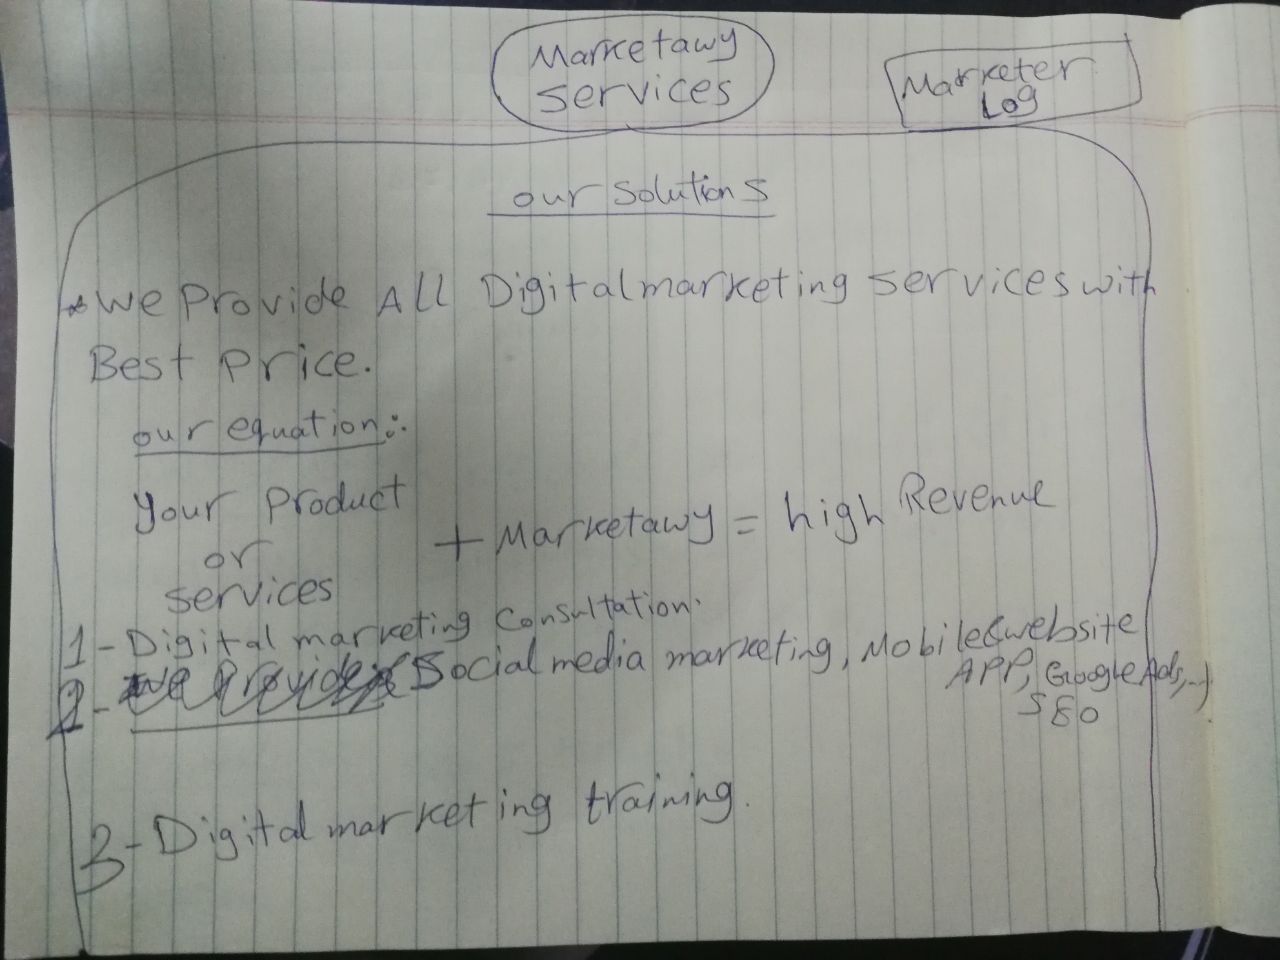 Marketawy
services
Marketer
Log
our solutions
* We Provide All Digital marketing services with
Best Price.
our equation:
Your Product
or
services
+ Marketawy = high Revenue
1- Digital marketing Consultation.
2- We Provide Social media marketing, Mobile & website
APP, Google Ads, ..
SEO
3- Digital marketing training.